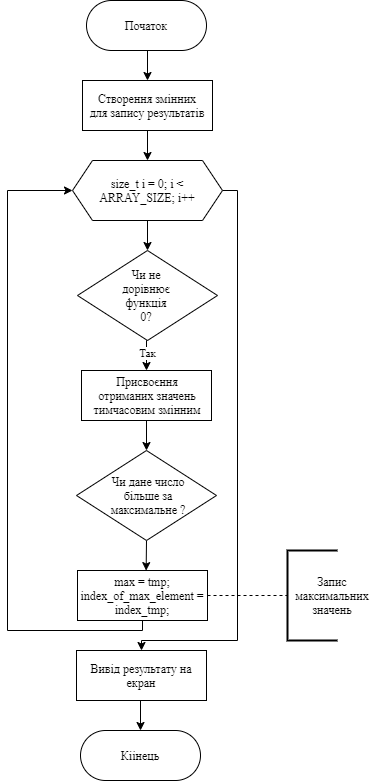 Початок
Створення змінних
для запису результатів
size_t i = 0; i <
ARRAY_SIZE; i++
Чи не
дорівнює
функція
0?
Так
Присвоєння
отриманих значень
тимчасовим змінним
Чи дане число
більше за
максимальне ?
max = tmp;
index_of_max_element =
index_tmp;
Запис
максимальних
значень
Вивід результату на
екран
Кіінець